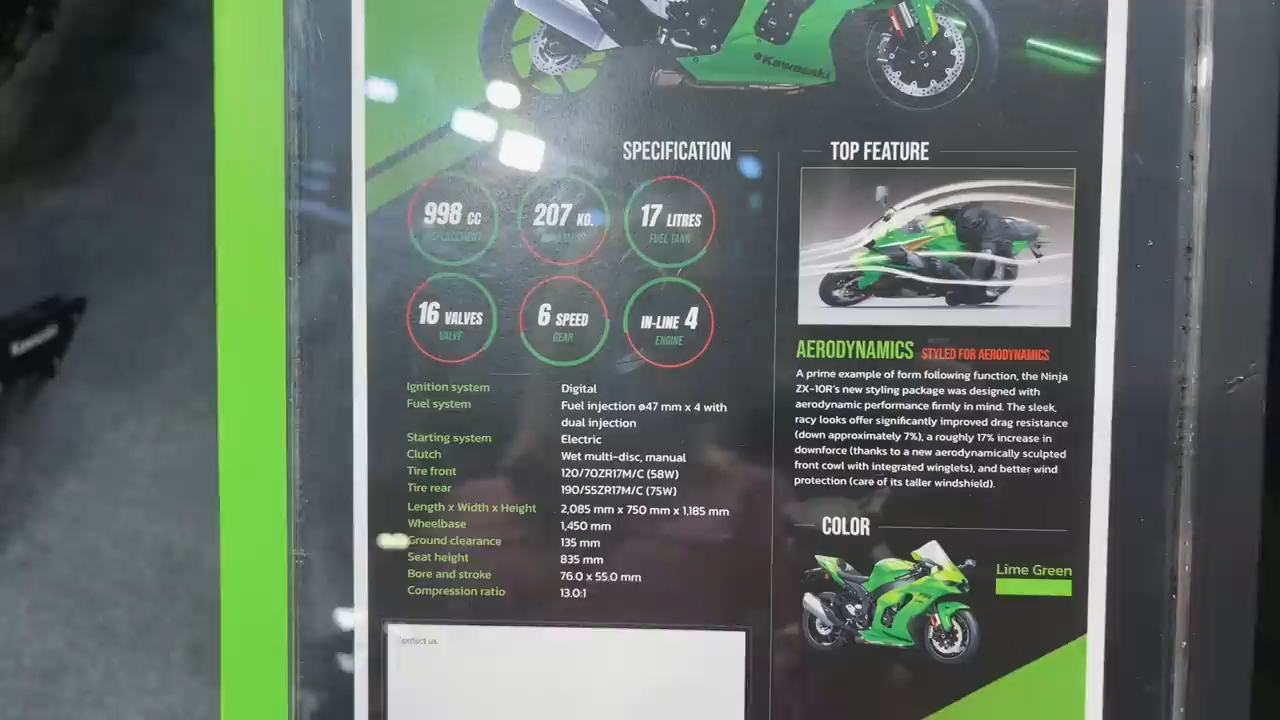 Kawasaki
SPECIFICATION
998 CC
DISPLACEMENT
207 KG.
17 LITRES
FUEL TANK
16 VALVES
VALVE
6 SPEED
GEAR
IN-LINE 4
ENGINE
Ignition system Digital
Fuel system Fuel injection ø47 mm x 4 with
dual injection
Starting system Electric
Clutch Wet multi-disc, manual
Tire front 120/70ZR17M/C (58W)
Tire rear 190/55ZR17M/C (75W)
Length x Width x Height 2,085 mm x 750 mm x 1,185 mm
Wheelbase 1,450 mm
Ground clearance 135 mm
Seat height 835 mm
Bore and stroke 76.0 x 55.0 mm
Compression ratio 13.0:1
Contact us
TOP FEATURE
AERODYNAMICS STYLED FOR AERODYNAMICS
A prime example of form following function, the Ninja
ZX-10R's new styling package was designed with
aerodynamic performance firmly in mind. The sleek,
racy looks offer significantly improved drag resistance
(down approximately 7%), a roughly 17% increase in
downforce (thanks to a new aerodynamically sculpted
front cowl with integrated winglets), and better wind
protection (care of its taller windshield).
COLOR
Lime Green